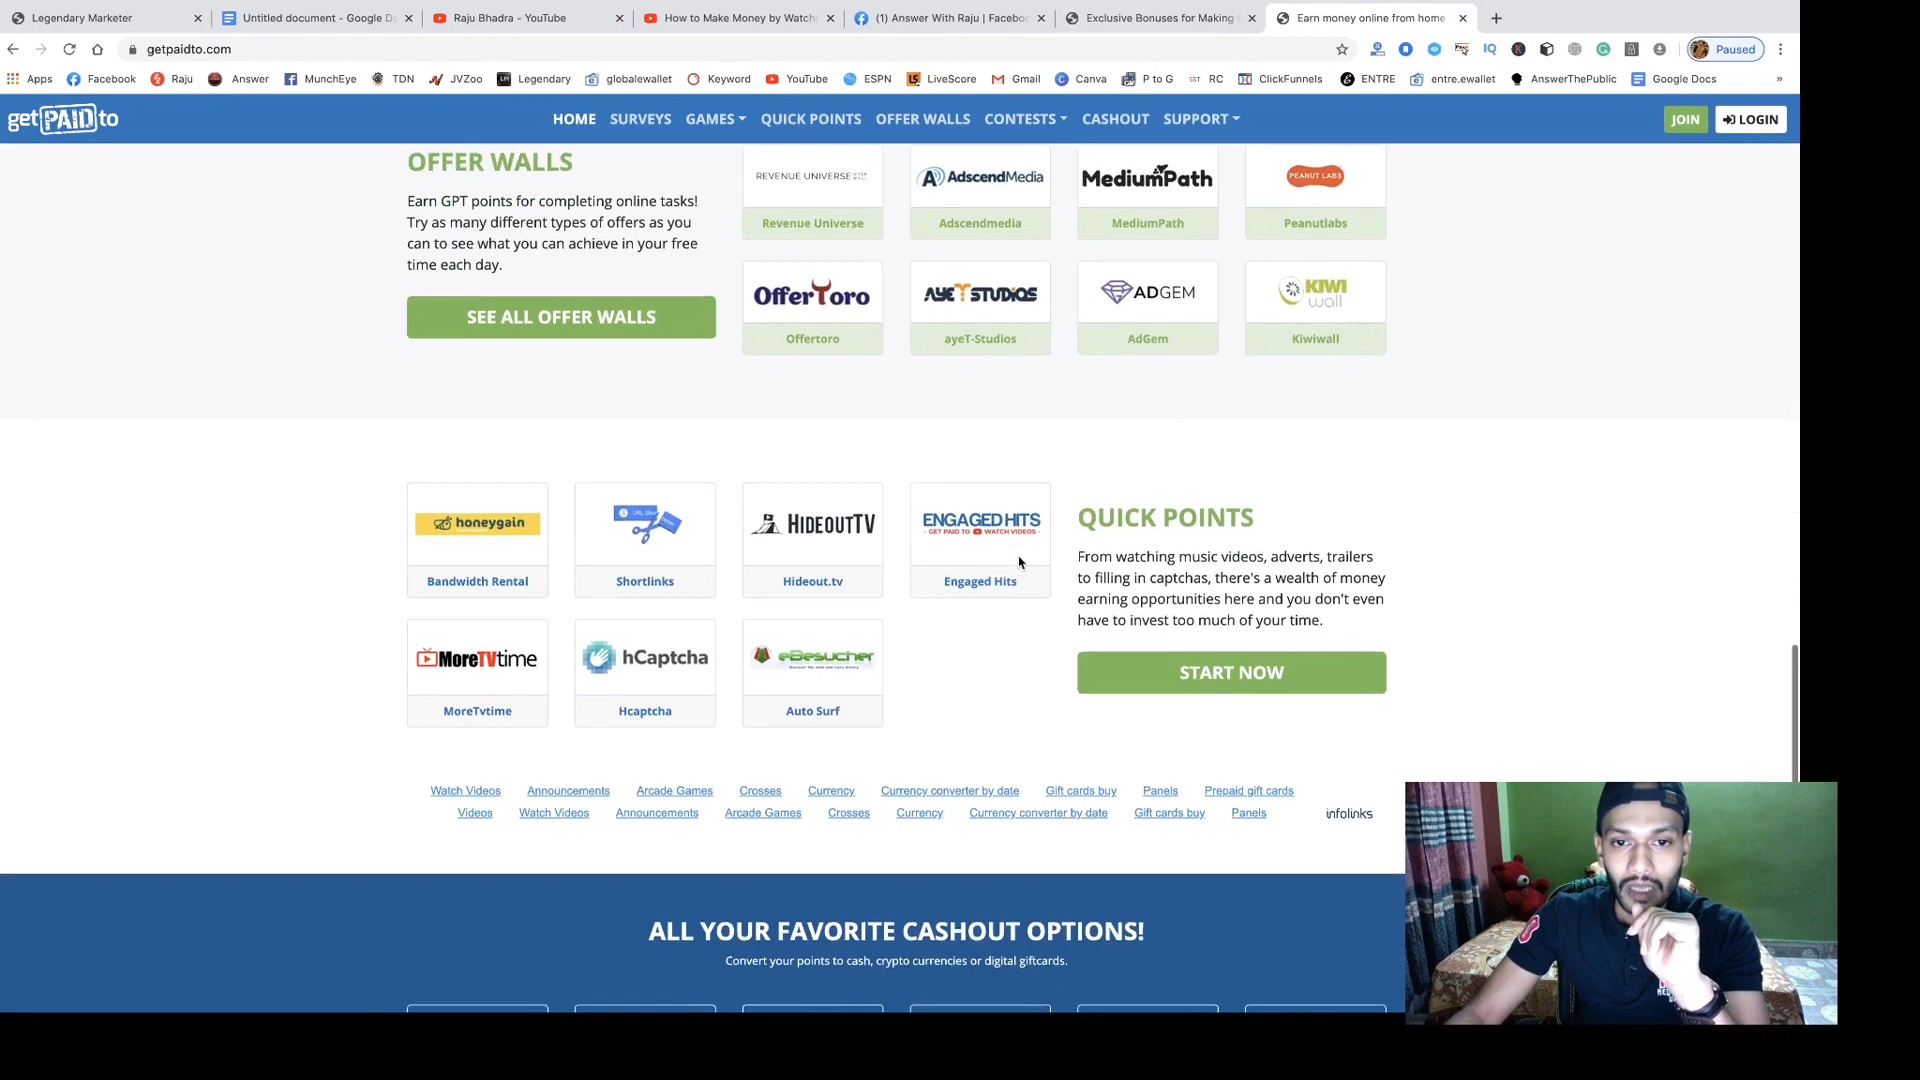 Legendary Marketer
Untitled document - Google Do
Raju Bhadra - YouTube
How to Make Money by Watchi
(1) Answer With Raju | Faceboo
Exclusive Bonuses for Making
Earn money online from home
getpaidto.com
Paused
Apps Facebook Raju Answer MunchEye TDN JVZoo Legendary globalewallet Keyword YouTube ESPN LiveScore Gmail Canva P to G RC ClickFunnels ENTRE entre.ewallet AnswerThePublic Google Docs »
getPAIDto
HOME SURVEYS GAMES QUICK POINTS OFFER WALLS CONTESTS CASHOUT SUPPORT
JOIN
LOGIN
OFFER WALLS
Earn GPT points for completing online tasks!
Try as many different types of offers as you
can to see what you can achieve in your free
time each day.
SEE ALL OFFER WALLS
REVENUE UNIVERSE
Revenue Universe
AdscendMedia
Adscendmedia
MediumPath
MediumPath
PEANUT LABS
Peanutlabs
OfferToro
Offertoro
AYETSTUDIOS
ayeT-Studios
ADGEM
AdGem
KIWI
wall
Kiwiwall
honeygain
Bandwidth Rental
Shortlinks
HIDEOUTTV
Hideout.tv
ENGAGED HITS
- GET PAID TO WATCH VIDEOS -
Engaged Hits
MoreTVtime
MoreTvtime
hCaptcha
Hcaptcha
eBesucher
Auto Surf
QUICK POINTS
From watching music videos, adverts, trailers
to filling in captchas, there's a wealth of money
earning opportunities here and you don't even
have to invest too much of your time.
START NOW
Watch Videos Announcements Arcade Games Crosses Currency Currency converter by date Gift cards buy Panels Prepaid gift cards
Videos Watch Videos Announcements Arcade Games Crosses Currency Currency converter by date Gift cards buy Panels
infolinks
ALL YOUR FAVORITE CASHOUT OPTIONS!
Convert your points to cash, crypto currencies or digital giftcards.